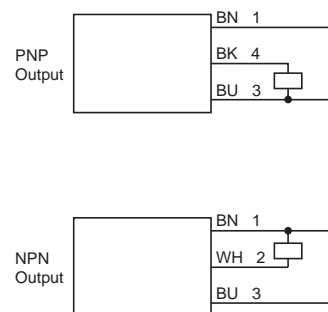 BN 1
PNP
Output
BK 4
BU 3
BN 1
NPN
Output
WH 2
BU 3